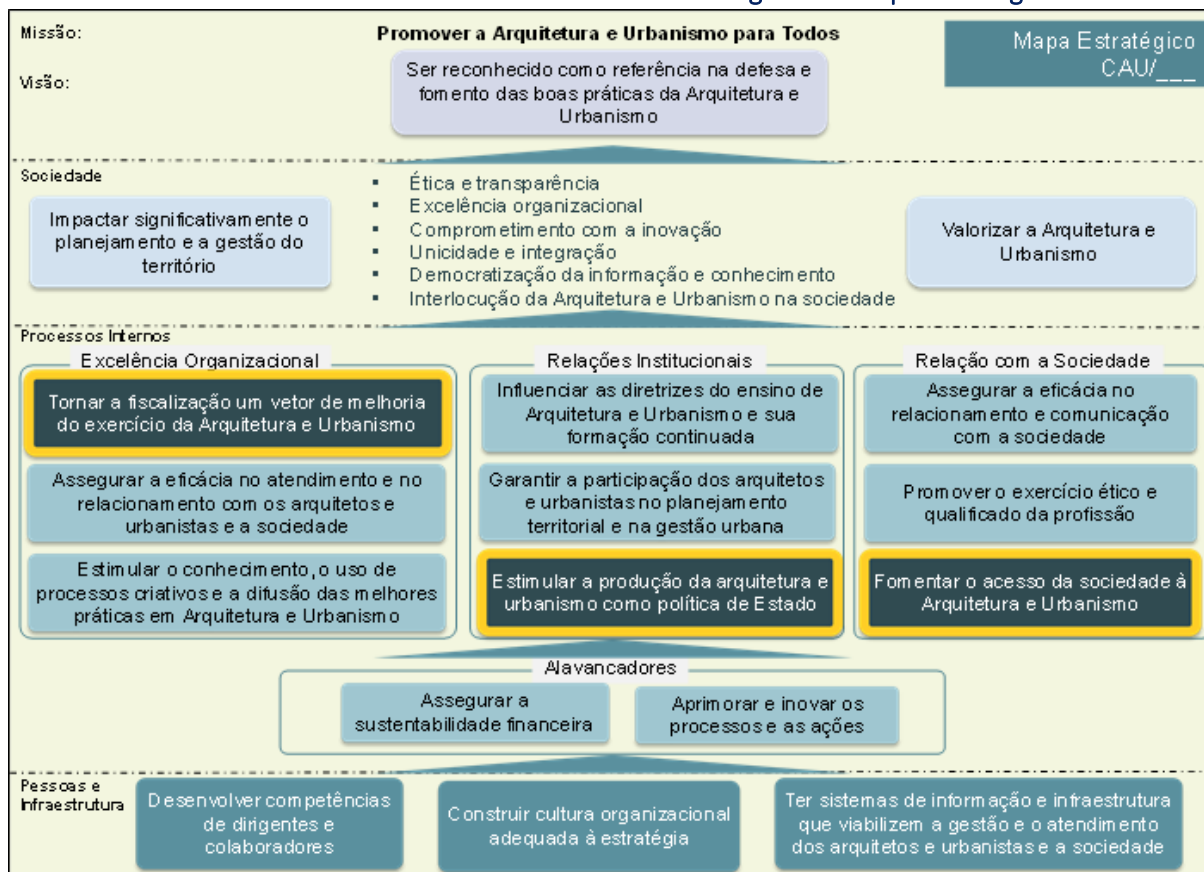 Missão:
Promover a Arquitetura e Urbanismo para Todos
Mapa Estratégico
CAU/___
Visão:
Ser reconhecido como referência na defesa e
fomento das boas práticas da Arquitetura e
Urbanismo
Sociedade
Impactar significativamente o
planejamento e a gestão do
território
▪ Ética e transparência
▪ Excelência organizacional
▪ Comprometimento com a inovação
▪ Unicidade e integração
▪ Democratização da informação e conhecimento
▪ Interlocução da Arquitetura e Urbanismo na sociedade
Valorizar a Arquitetura e
Urbanismo
Processos Internos
Excelência Organizacional
Tornar a fiscalização um vetor de melhoria
do exercício da Arquitetura e Urbanismo
Assegurar a eficácia no atendimento e no
relacionamento com os arquitetos e
urbanistas e a sociedade
Estimular o conhecimento, o uso de
processos criativos e a difusão das melhores
práticas em Arquitetura e Urbanismo
Relações Institucionais
Influenciar as diretrizes do ensino de
Arquitetura e Urbanismo e sua
formação continuada
Garantir a participação dos arquitetos
e urbanistas no planejamento
territorial e na gestão urbana
Estimular a produção da arquitetura e
urbanismo como política de Estado
Relação com a Sociedade
Assegurar a eficácia no
relacionamento e comunicação
com a sociedade
Promover o exercício ético e
qualificado da profissão
Fomentar o acesso da sociedade à
Arquitetura e Urbanismo
Alavancadores
Assegurar a
sustentabilidade financeira
Aprimorar e inovar os
processos e as ações
Pessoas e
Infraestrutura
Desenvolver competências
de dirigentes e
colaboradores
Construir cultura organizacional
adequada à estratégia
Ter sistemas de informação e infraestrutura
que viabilizem a gestão e o atendimento
dos arquitetos e urbanistas e a sociedade